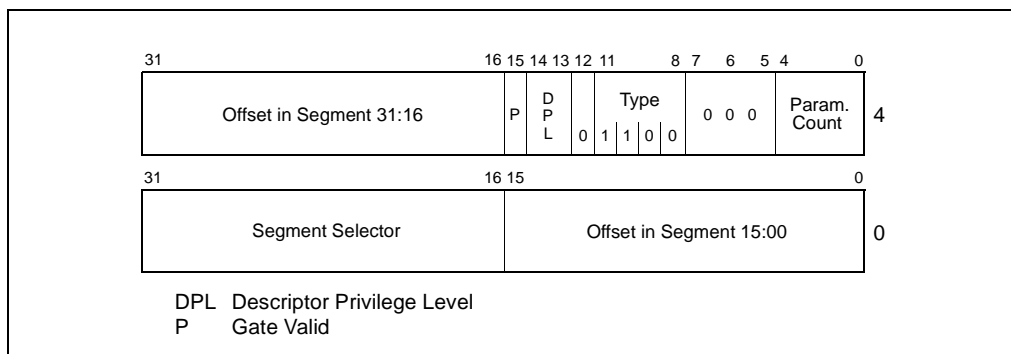 31 16 15 14 13 12 11 8 7 6 5 4 0
Offset in Segment 31:16
P
D
P
L
Type
0 1 1 0 0
0 0 0
Param.
Count
4
31 16 15 0
Segment Selector
Offset in Segment 15:00
0
DPL Descriptor Privilege Level
P Gate Valid